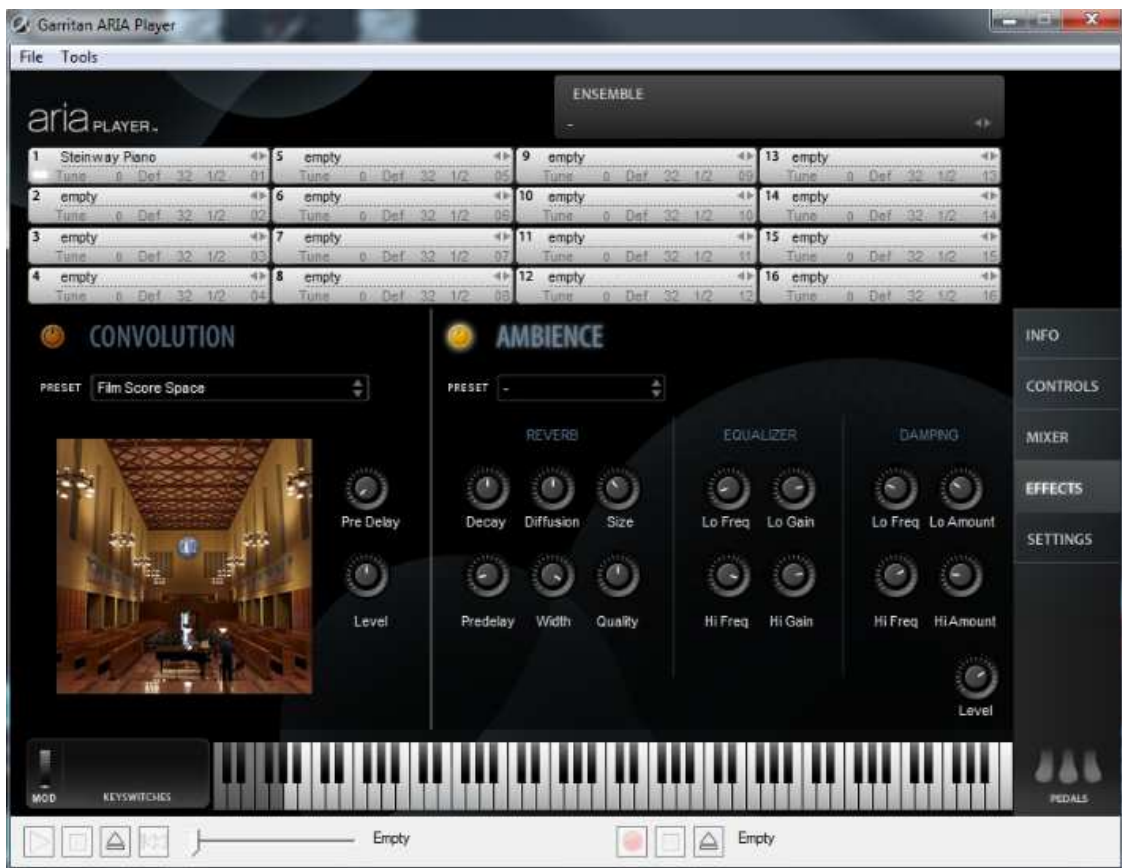 Garritan ARIA Player
File Tools
ENSEMBLE
-
aria PLAYER™
1 Steinway Piano 5 empty 9 empty 13 empty
Tune 0 Def 32 1/2 01 Tune 0 Def 32 1/2 05 Tune 0 Def 32 1/2 09 Tune 0 Def 32 1/2 13
2 empty 6 empty 10 empty 14 empty
Tune 0 Def 32 1/2 02 Tune 0 Def 32 1/2 06 Tune 0 Def 32 1/2 10 Tune 0 Def 32 1/2 14
3 empty 7 empty 11 empty 15 empty
Tune 0 Def 32 1/2 03 Tune 0 Def 32 1/2 07 Tune 0 Def 32 1/2 11 Tune 0 Def 32 1/2 15
4 empty 8 empty 12 empty 16 empty
Tune 0 Def 32 1/2 04 Tune 0 Def 32 1/2 08 Tune 0 Def 32 1/2 12 Tune 0 Def 32 1/2 16
CONVOLUTION AMBIENCE
PRESET Film Score Space PRESET -
REVERB EQUALIZER DAMPING
Pre Delay Decay Diffusion Size Lo Freq Lo Gain Lo Freq Lo Amount
Level Predelay Width Quality Hi Freq Hi Gain Hi Freq Hi Amount
Level
INFO
CONTROLS
MIXER
EFFECTS
SETTINGS
MOD KEYSWITCHES PEDALS
Empty Empty